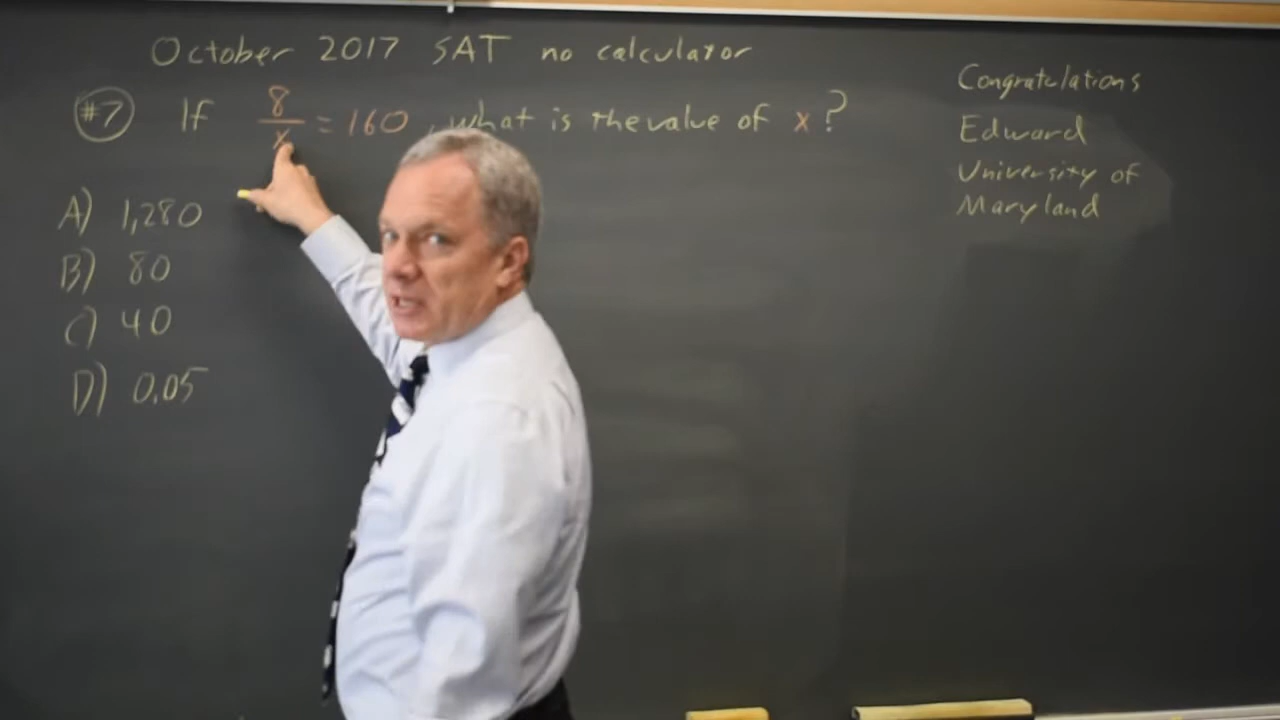 October 2017 SAT no calculator
#7 If 8/x = 160, what is the value of x?
A) 1,280
B) 80
C) 40
D) 0.05
Congratulations
Edward
University of
Maryland